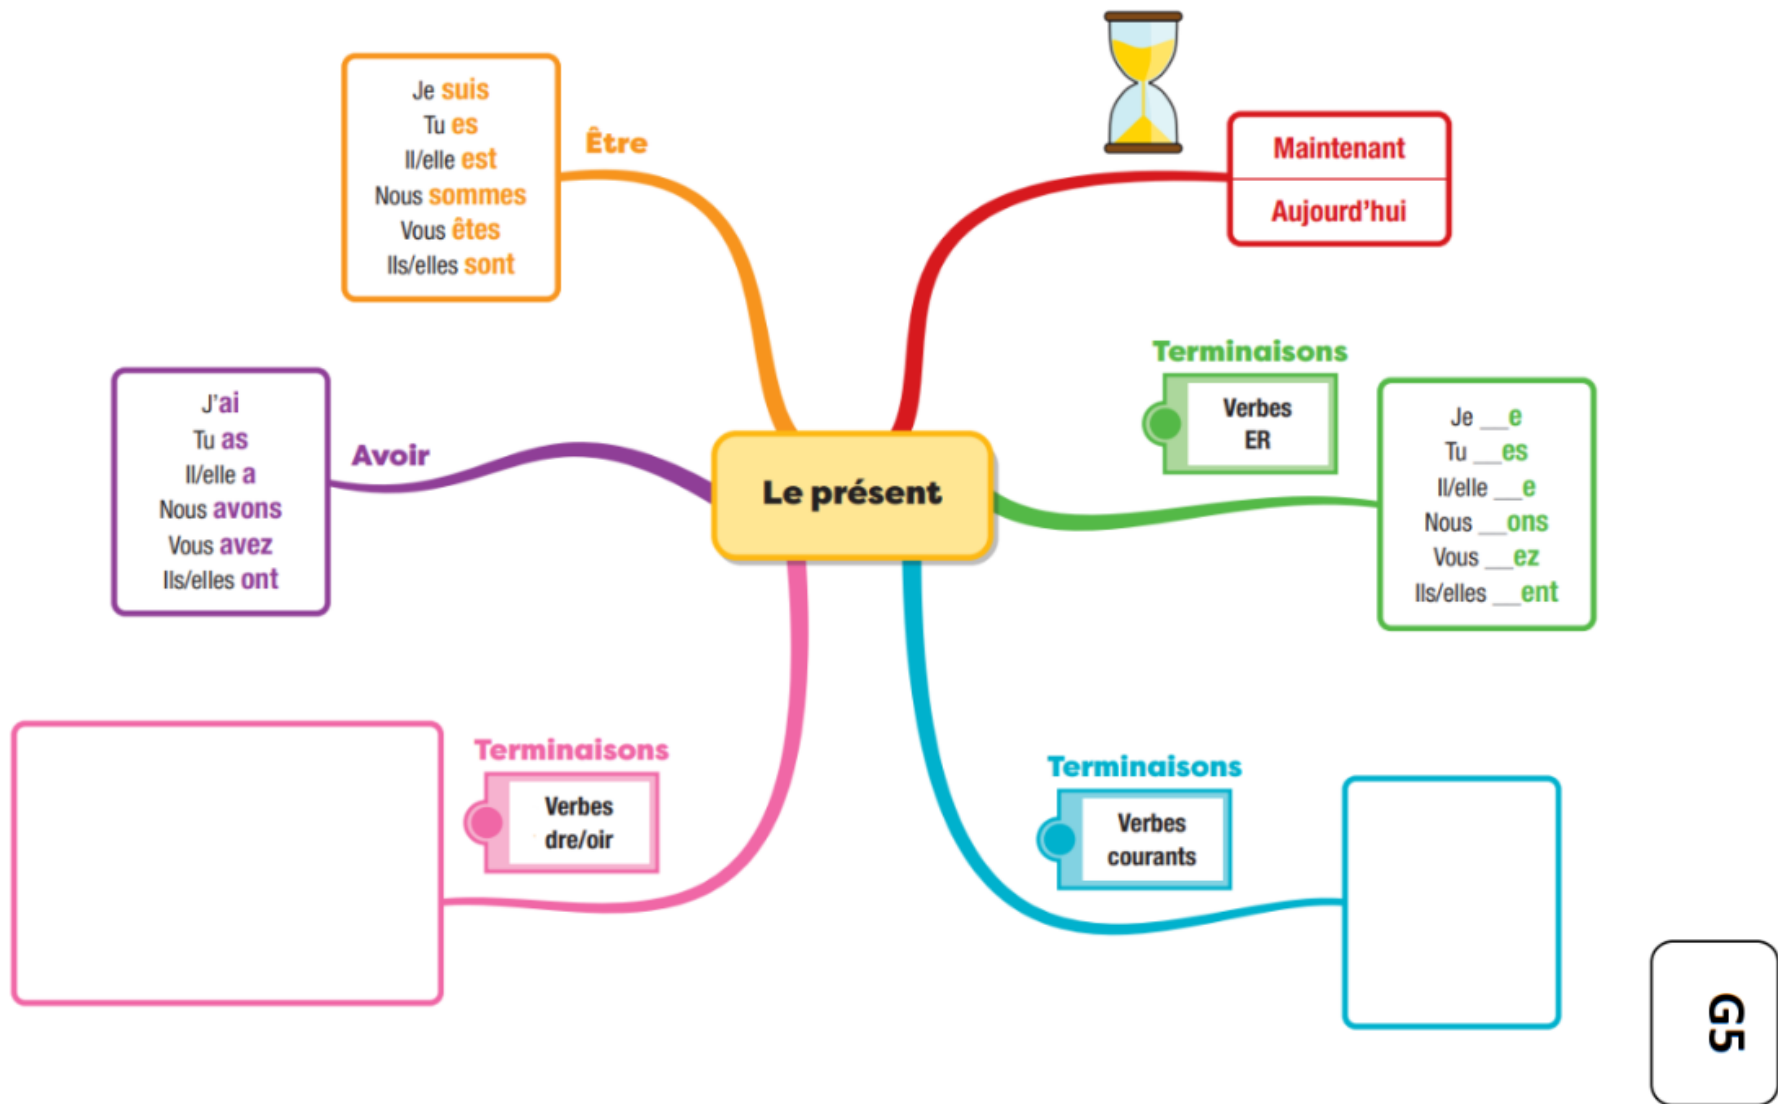 Je suis
Tu es
Il/elle est
Nous sommes
Vous êtes
Ils/elles sont
Être
Maintenant
Aujourd'hui
J'ai
Tu as
Il/elle a
Nous avons
Vous avez
Ils/elles ont
Avoir
Le présent
Terminaisons
Verbes
ER
Je __e
Tu __es
Il/elle __e
Nous __ons
Vous __ez
Ils/elles __ent
Terminaisons
Verbes
dre/oir
Terminaisons
Verbes
courants
G5